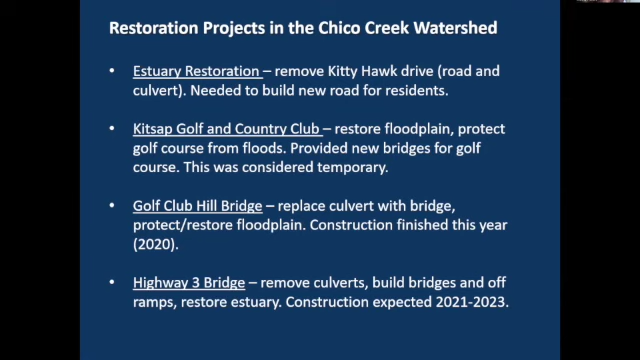 Restoration Projects in the Chico Creek Watershed
• Estuary Restoration – remove Kitty Hawk drive (road and
culvert). Needed to build new road for residents.
• Kitsap Golf and Country Club – restore floodplain, protect
golf course from floods. Provided new bridges for golf
course. This was considered temporary.
• Golf Club Hill Bridge – replace culvert with bridge,
protect/restore floodplain. Construction finished this year
(2020).
• Highway 3 Bridge – remove culverts, build bridges and off
ramps, restore estuary. Construction expected 2021-2023.